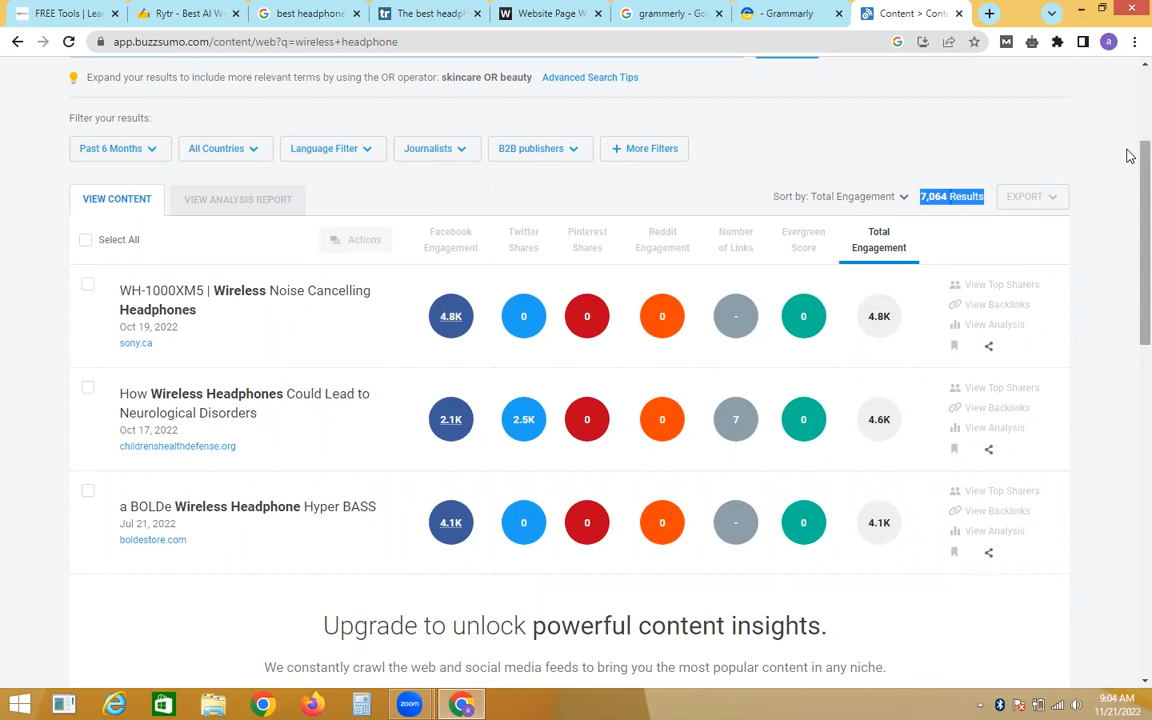 FREE Tools | Lea
Rytr - Best AI W
best headphone
The best headph
Website Page W
grammerly - Go
- Grammarly
Content > Cont
app.buzzsumo.com/content/web?q=wireless+headphone
Expand your results to include more relevant terms by using the OR operator: skincare OR beauty Advanced Search Tips
Filter your results:
Past 6 Months All Countries Language Filter Journalists B2B publishers + More Filters
VIEW CONTENT VIEW ANALYSIS REPORT Sort by: Total Engagement 7,064 Results EXPORT
Select All Actions
Facebook Engagement
Twitter Shares
Pinterest Shares
Reddit Engagement
Number of Links
Evergreen Score
Total Engagement
WH-1000XM5 | Wireless Noise Cancelling
Headphones
Oct 19, 2022
sony.ca
4.8K 0 0 0 - 0 4.8K
View Top Sharers
View Backlinks
View Analysis
How Wireless Headphones Could Lead to
Neurological Disorders
Oct 17, 2022
childrenshealthdefense.org
2.1K 2.5K 0 0 7 0 4.6K
View Top Sharers
View Backlinks
View Analysis
a BOLDe Wireless Headphone Hyper BASS
Jul 21, 2022
boldestore.com
4.1K 0 0 0 - 0 4.1K
View Top Sharers
View Backlinks
View Analysis
Upgrade to unlock powerful content insights.
We constantly crawl the web and social media feeds to bring you the most popular content in any niche.
zoom
9:04 AM
11/21/2022